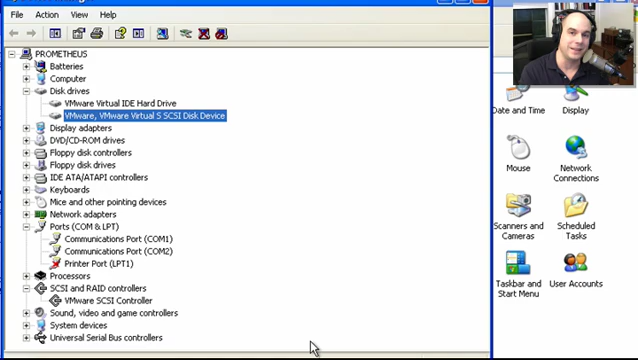 File Action View Help
PROMETHEUS
Batteries
Computer
Disk drives
VMware Virtual IDE Hard Drive
VMware, VMware Virtual S SCSI Disk Device
Display adapters
DVD/CD-ROM drives
Floppy disk controllers
Floppy disk drives
IDE ATA/ATAPI controllers
Keyboards
Mice and other pointing devices
Network adapters
Ports (COM & LPT)
Communications Port (COM1)
Communications Port (COM2)
Printer Port (LPT1)
Processors
SCSI and RAID controllers
VMware SCSI Controller
Sound, video and game controllers
System devices
Universal Serial Bus controllers
Date and Time Display
Mouse Network
Connections
Scanners and Scheduled
Cameras Tasks
Taskbar and User Accounts
Start Menu